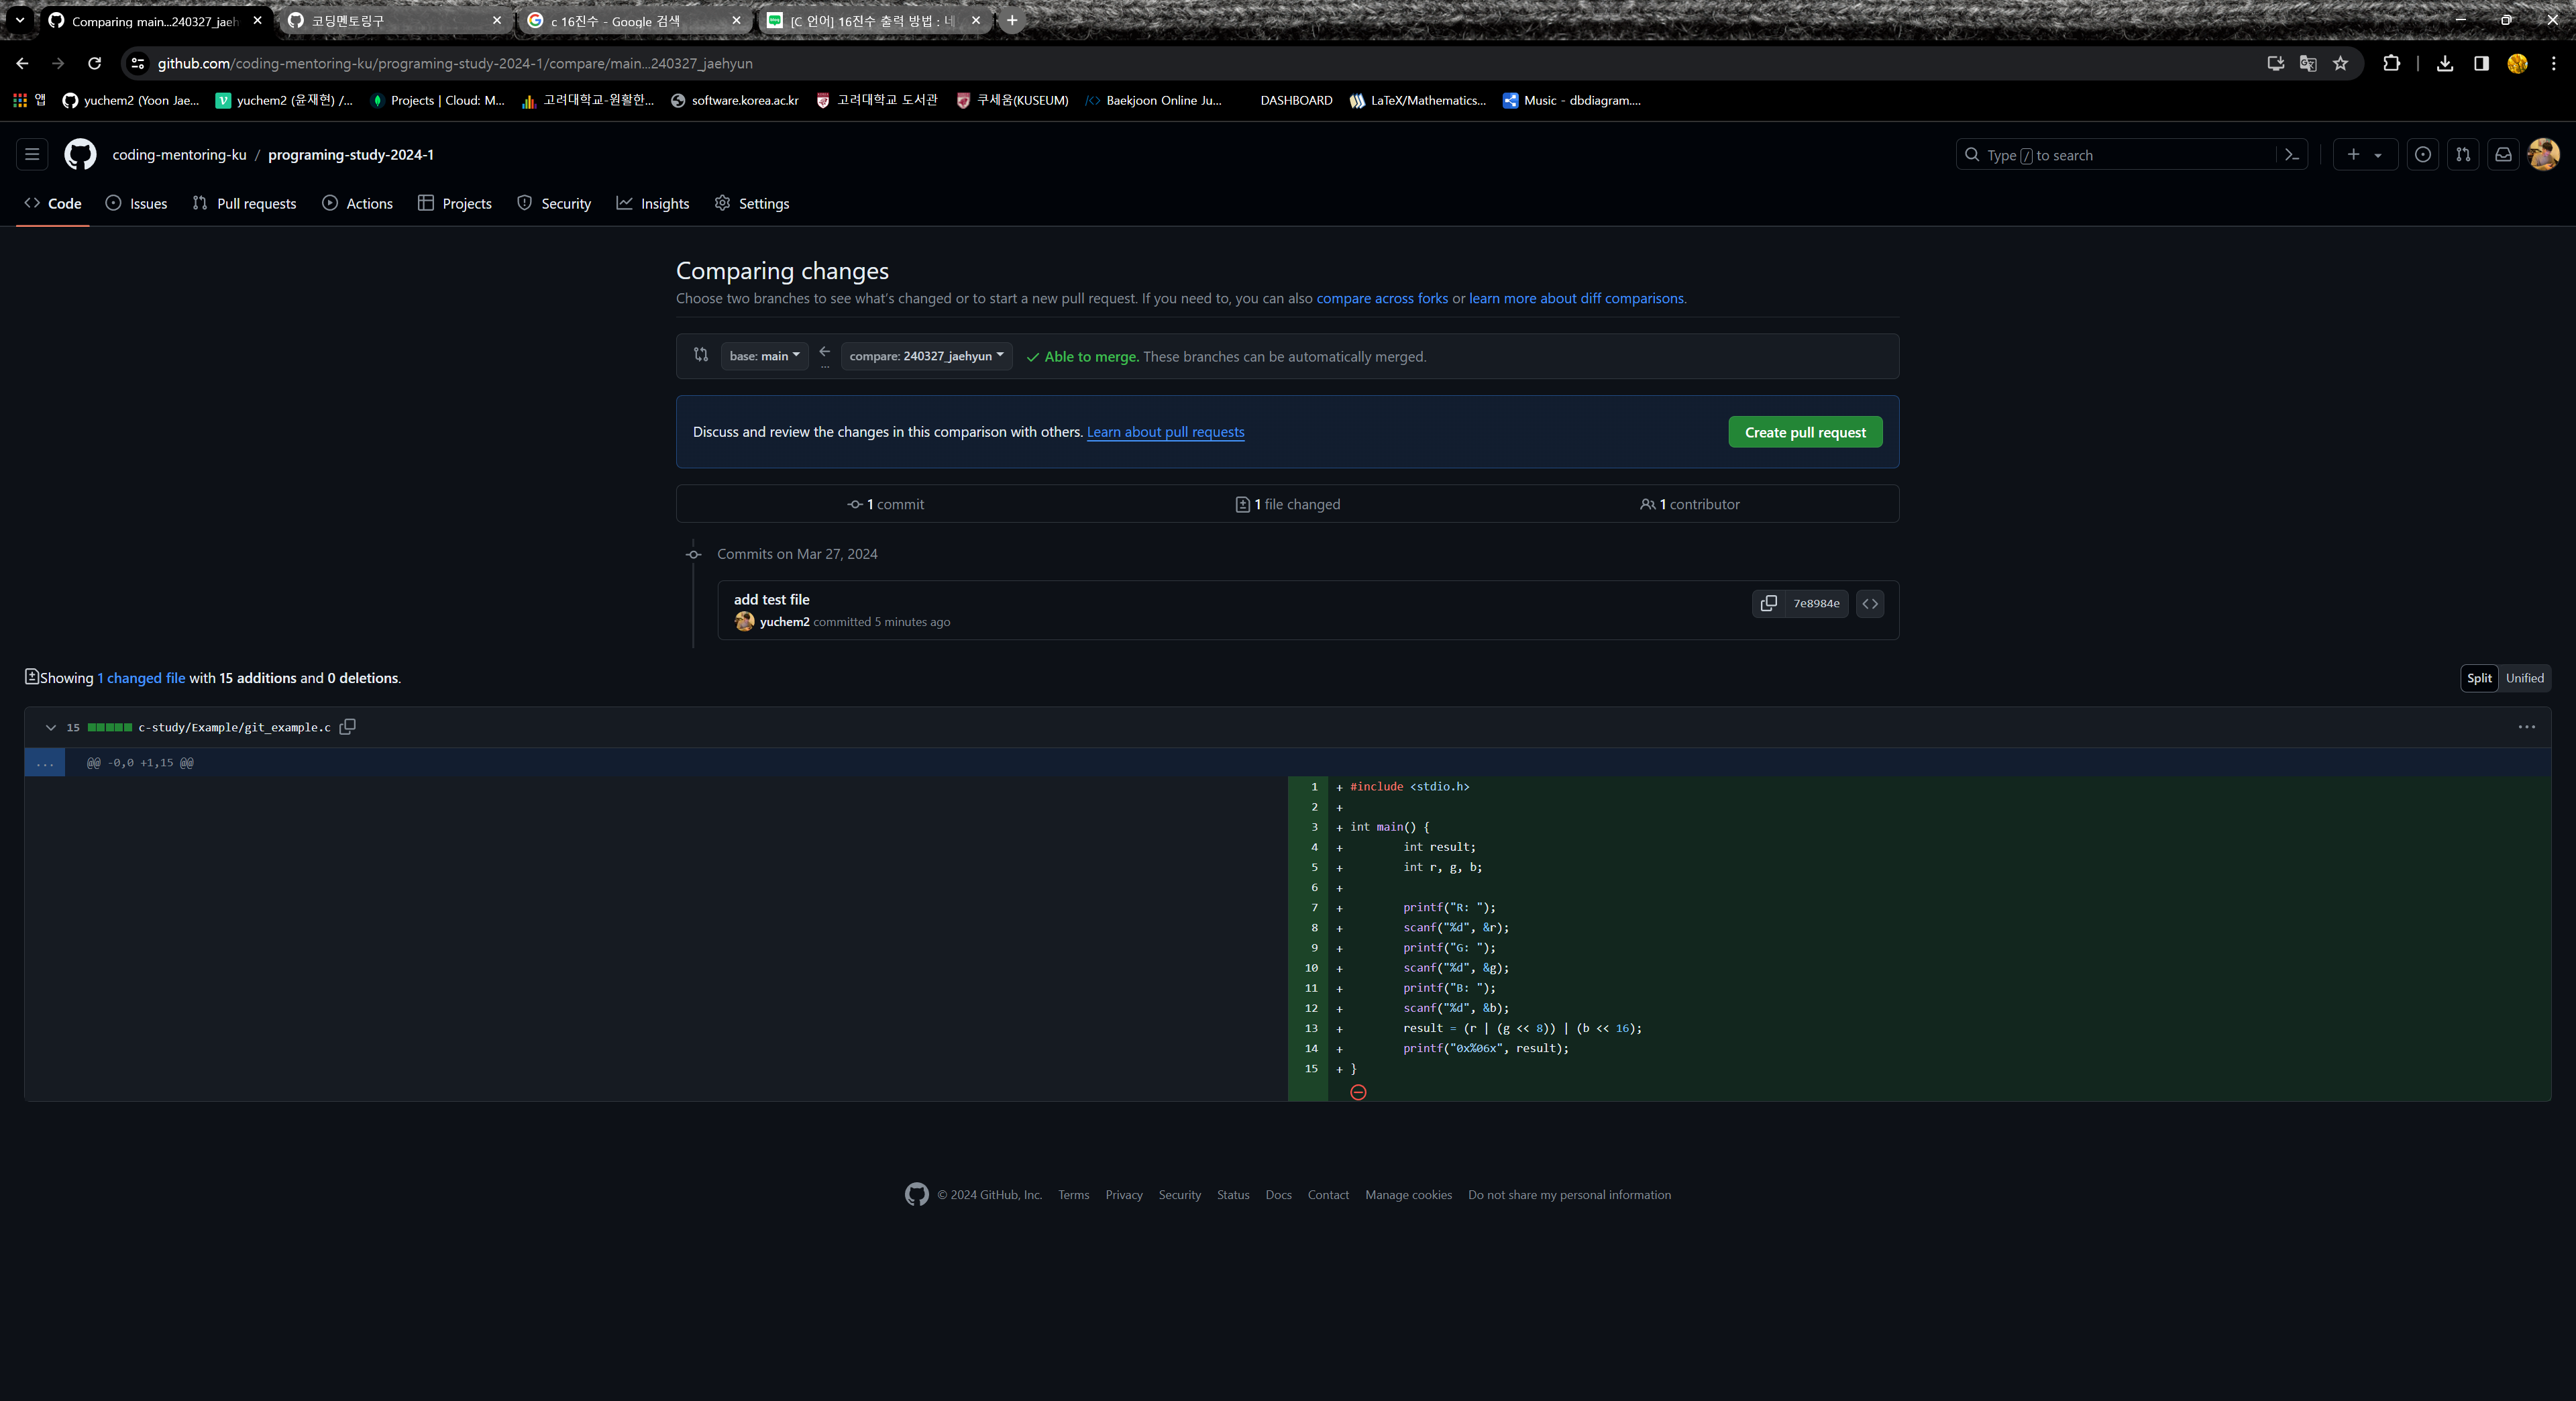 Comparing main...240327_jaeh
코딩멘토링구
c 16진수 - Google 검색
[C 언어] 16진수 출력 방법 : 네
github.com/coding-mentoring-ku/programing-study-2024-1/compare/main...240327_jaehyun
앱
yuchem2 (Yoon Jae...
yuchem2 (윤재현) /...
Projects | Cloud: M...
고려대학교-원활한...
software.korea.ac.kr
고려대학교 도서관
쿠세움(KUSEUM)
Baekjoon Online Ju...
DASHBOARD
LaTeX/Mathematics...
Music - dbdiagram....
coding-mentoring-ku / programing-study-2024-1
Type / to search
Code
Issues
Pull requests
Actions
Projects
Security
Insights
Settings
Comparing changes
Choose two branches to see what's changed or to start a new pull request. If you need to, you can also compare across forks or learn more about diff comparisons.
base: main
...
compare: 240327_jaehyun
Able to merge. These branches can be automatically merged.
Discuss and review the changes in this comparison with others. Learn about pull requests
Create pull request
1 commit
1 file changed
1 contributor
Commits on Mar 27, 2024
add test file
yuchem2 committed 5 minutes ago
7e8984e
Showing 1 changed file with 15 additions and 0 deletions.
Split
Unified
15 c-study/Example/git_example.c
... @@ -0,0 +1,15 @@
1 + #include <stdio.h>
2 +
3 + int main() {
4 + int result;
5 + int r, g, b;
6 +
7 + printf("R: ");
8 + scanf("%d", &r);
9 + printf("G: ");
10 + scanf("%d", &g);
11 + printf("B: ");
12 + scanf("%d", &b);
13 + result = (r | (g << 8)) | (b << 16);
14 + printf("0x%06x", result);
15 + }
© 2024 GitHub, Inc.
Terms
Privacy
Security
Status
Docs
Contact
Manage cookies
Do not share my personal information